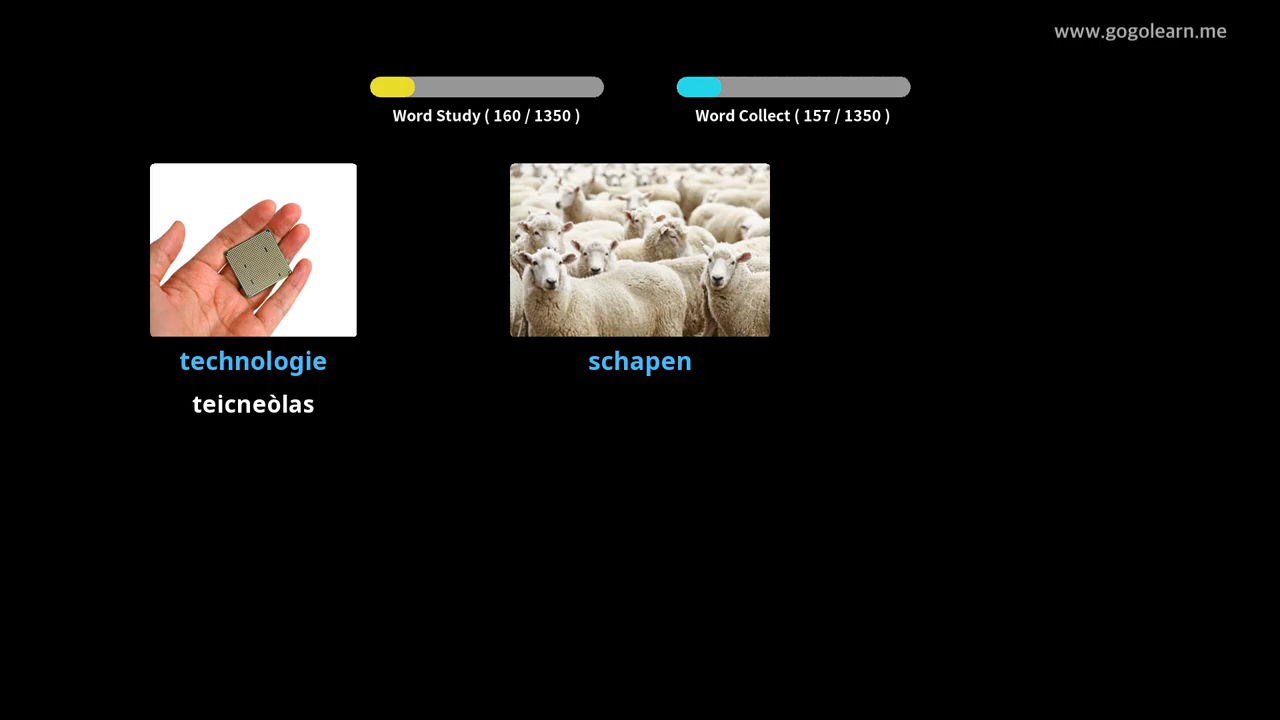 www.gogolearn.me
Word Study ( 160 / 1350 )
Word Collect ( 157 / 1350 )
technologie
schapen
teicneòlas